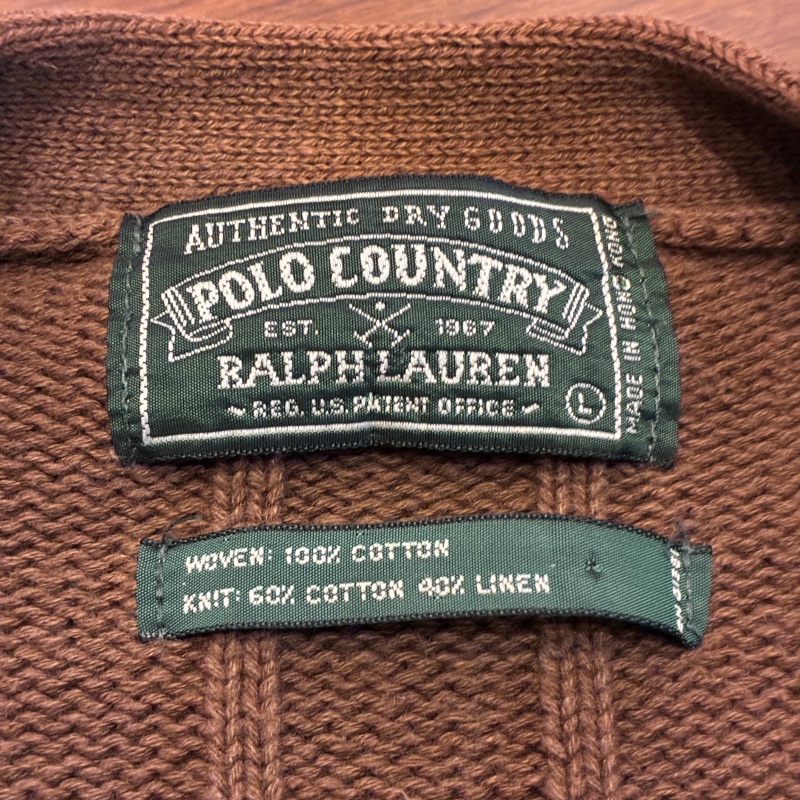 AUTHENTIC DRY GOODS
POLO COUNTRY
EST. 1967
RALPH LAUREN
REG. U.S. PATENT OFFICE
L
MADE IN HONG KONG
WOVEN: 100% COTTON
KNIT: 60% COTTON 40% LINEN